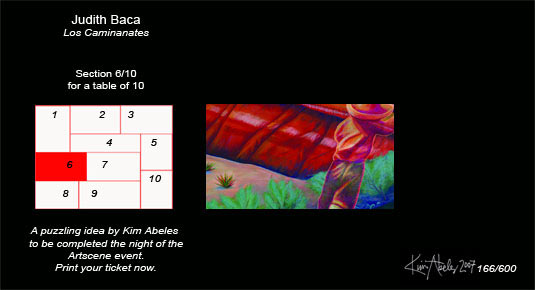 Judith Baca
Los Caminanates
Section 6/10
for a table of 10
1 2 3
4 5
6 7
10
8 9
A puzzling idea by Kim Abeles
to be completed the night of the
Artscene event.
Print your ticket now.
Kim Abeles 2007 166/600